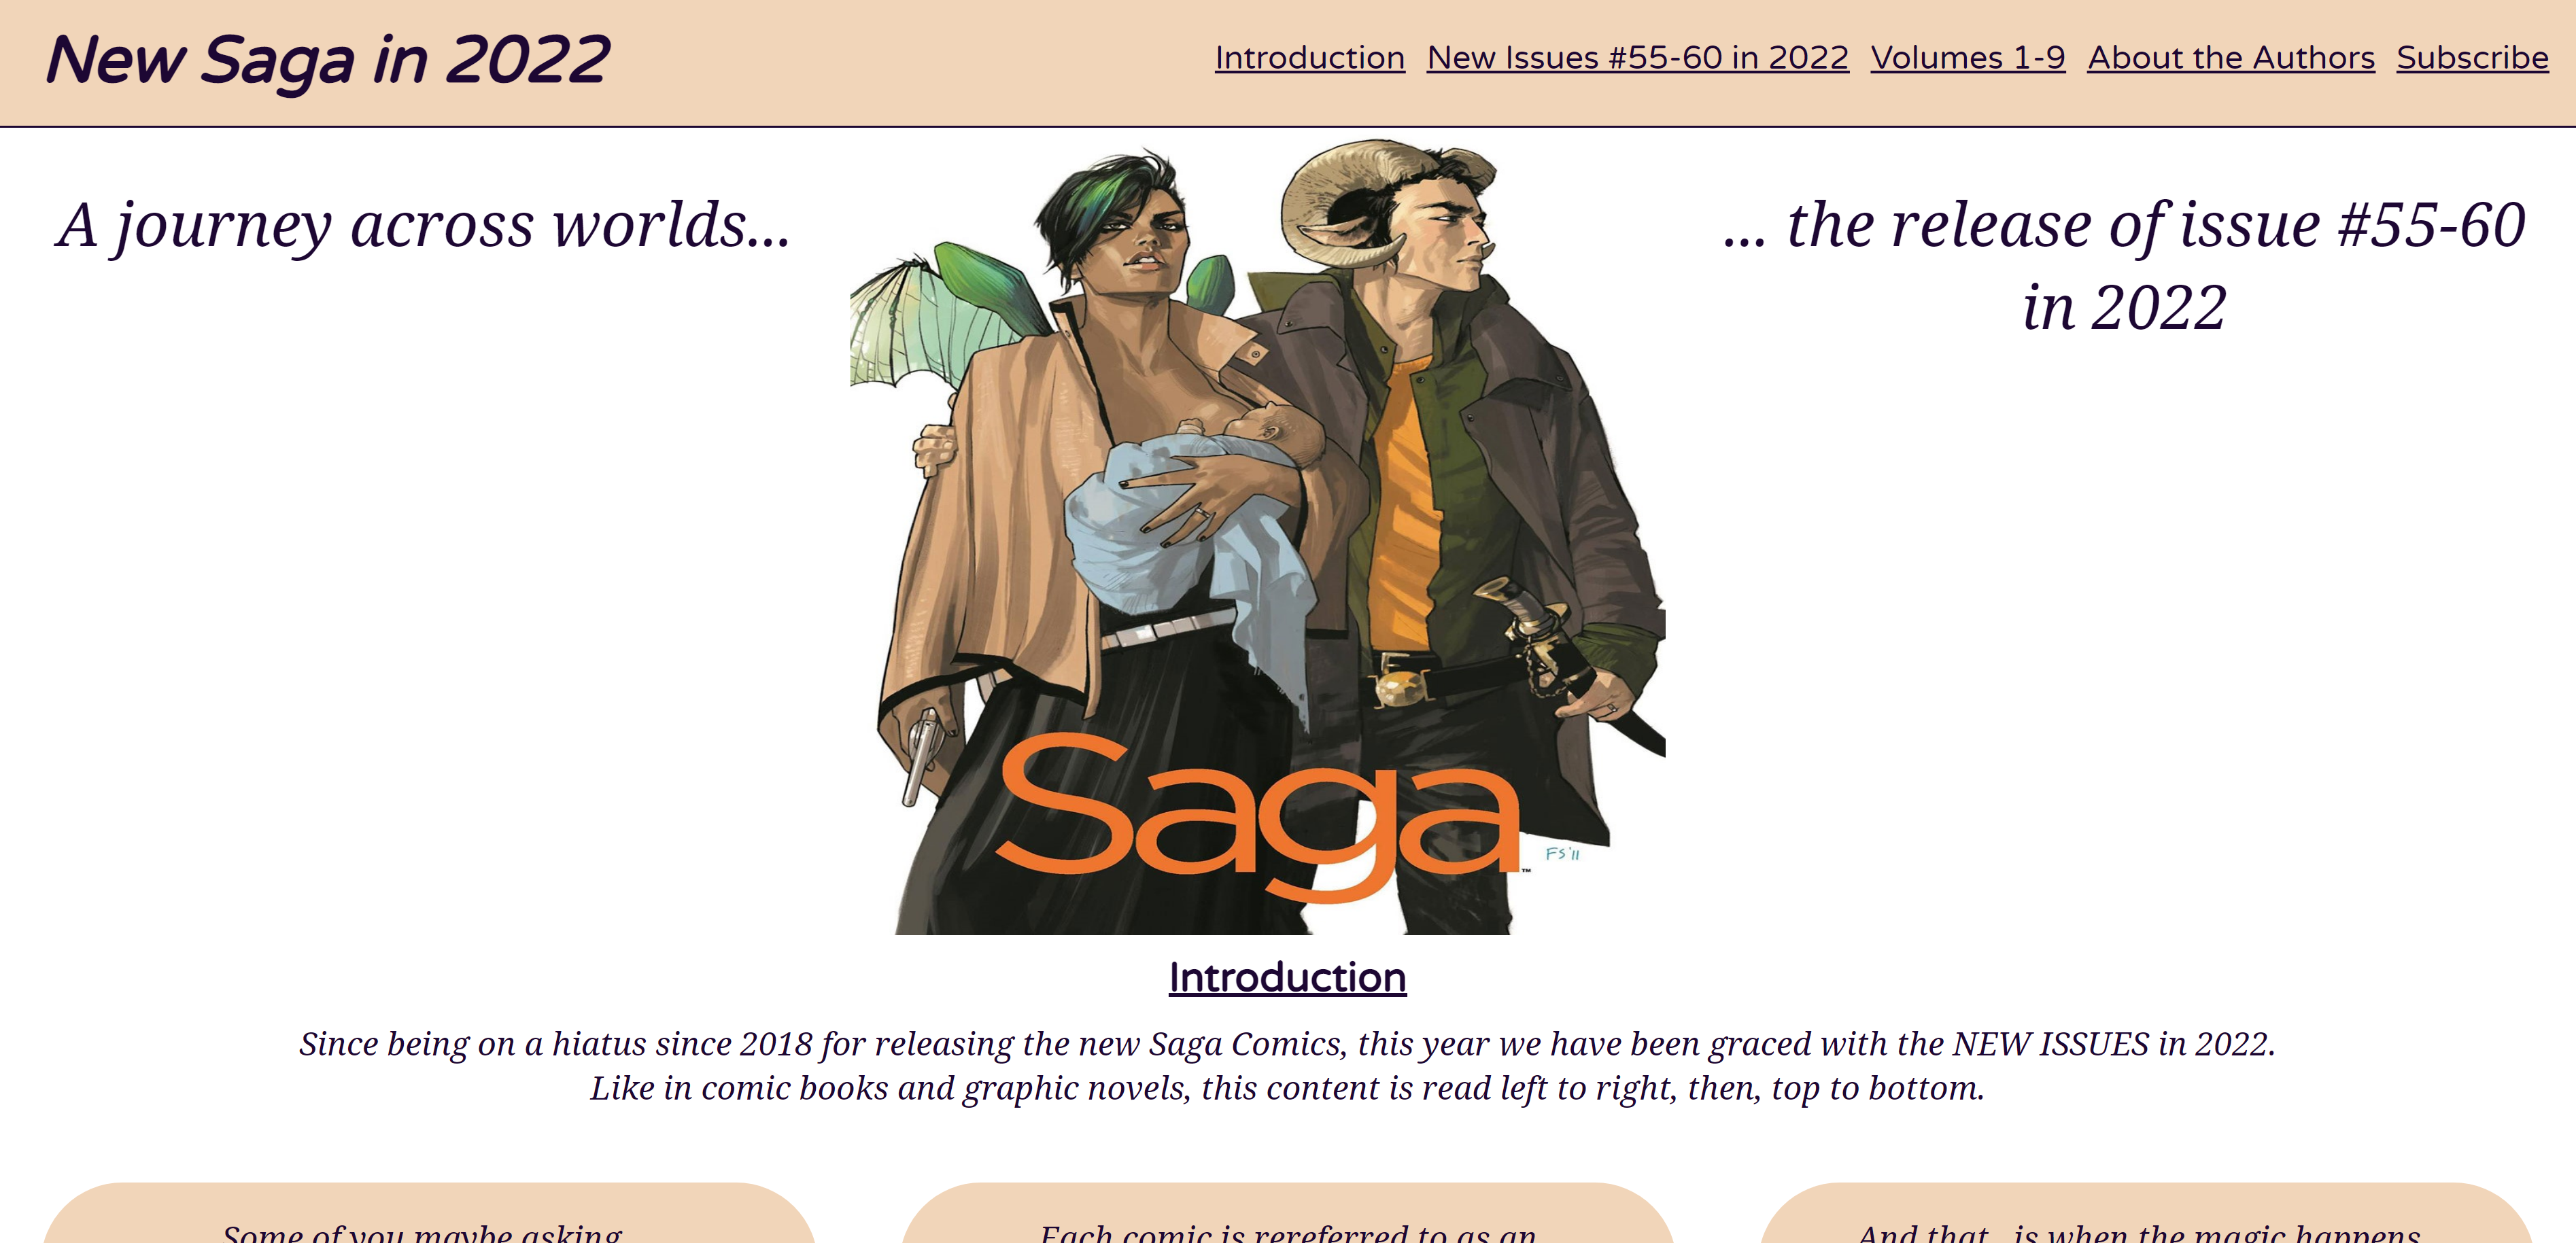 New Saga in 2022
Introduction New Issues #55-60 in 2022 Volumes 1-9 About the Authors Subscribe
A journey across worlds...
... the release of issue #55-60
in 2022
Saga™
FS'11
Introduction
Since being on a hiatus since 2018 for releasing the new Saga Comics, this year we have been graced with the NEW ISSUES in 2022.
Like in comic books and graphic novels, this content is read left to right, then, top to bottom.
Some of you maybe asking
Each comic is rereferred to as an
And that...is when the magic happens